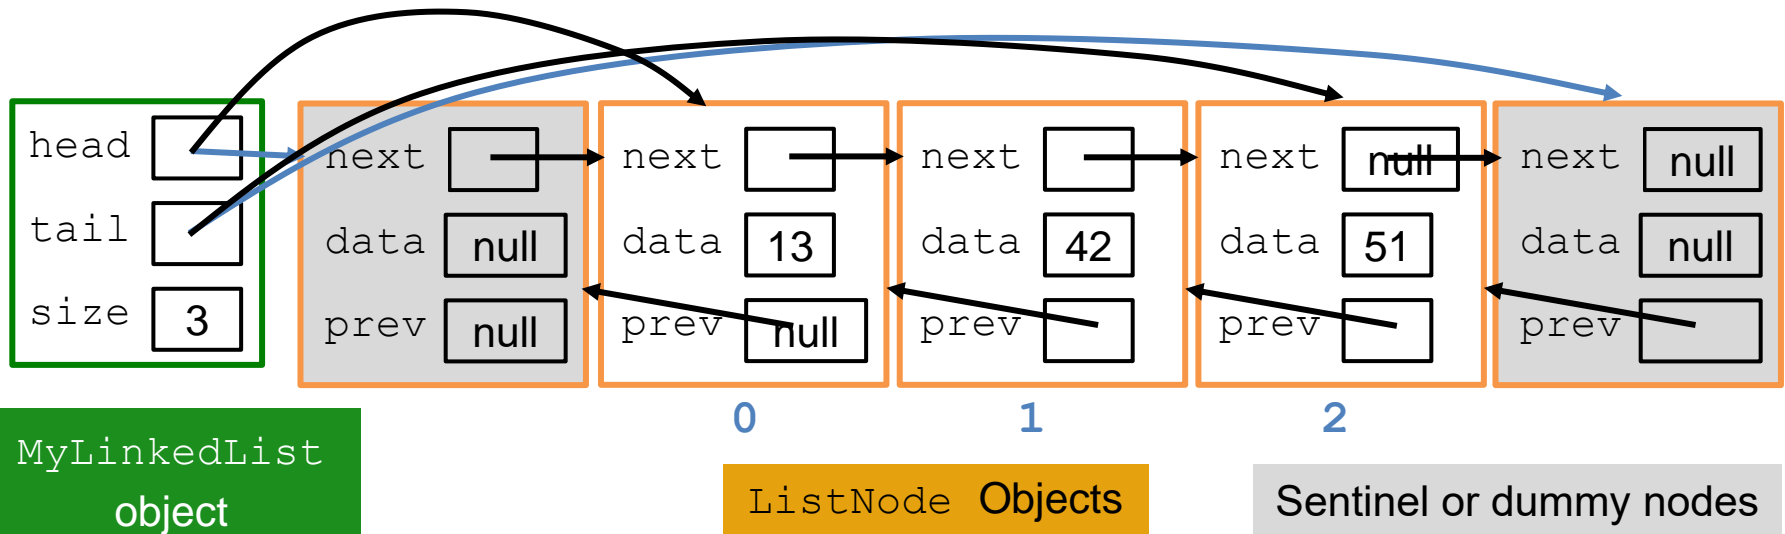 head next next next next null next null
tail data null data 13 data 42 data 51 data null
size 3 prev null prev null prev prev prev
0 1 2
MyLinkedList
object
ListNode Objects
Sentinel or dummy nodes